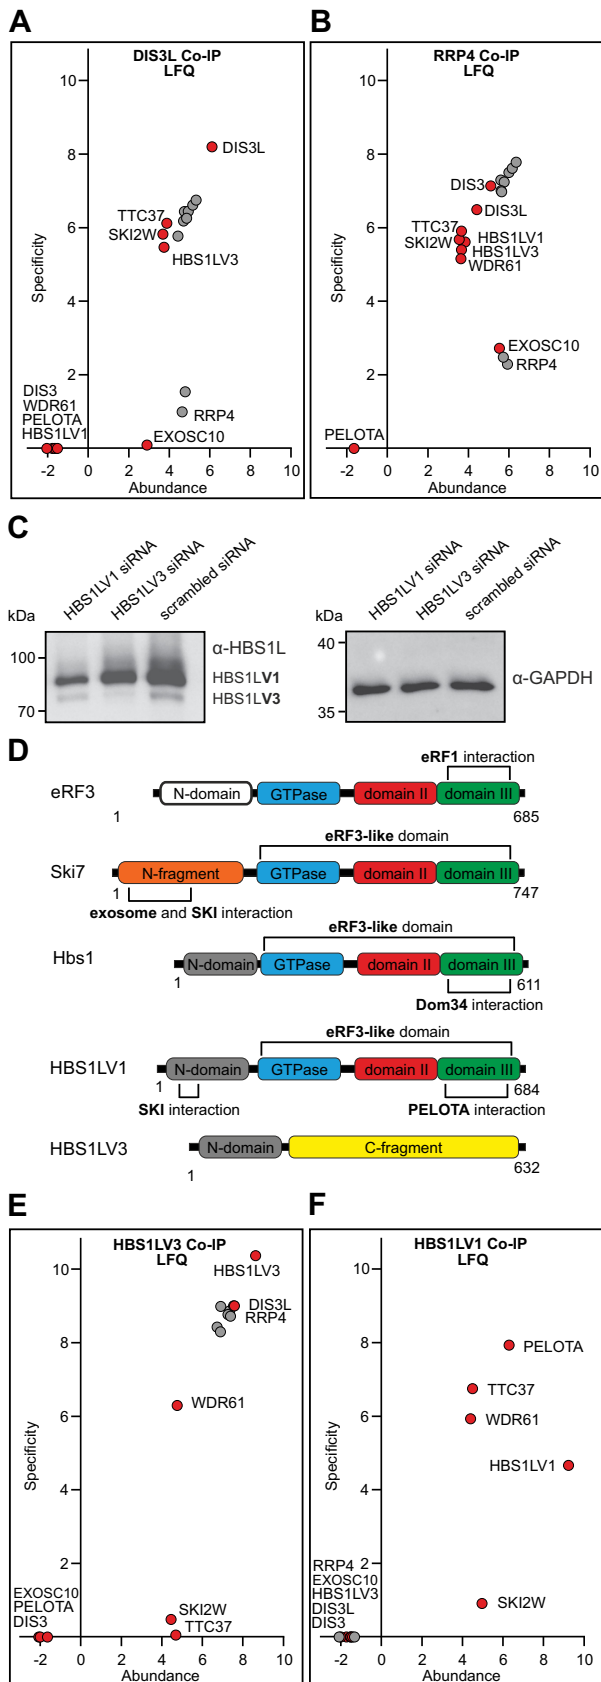 A
DIS3L Co-IP
LFQ
10
8
6
4
2
Specificity
DIS3L
TTC37
SKI2W
HBS1LV3
DIS3
WDR61
PELOTA
HBS1LV1
RRP4
EXOSC10
-2 0 2 4 6 8 10
Abundance
B
RRP4 Co-IP
LFQ
10
8
6
4
2
Specificity
DIS3
DIS3L
TTC37
SKI2W
HBS1LV1
HBS1LV3
WDR61
EXOSC10
RRP4
PELOTA
-2 0 2 4 6 8 10
Abundance
C
HBS1LV1 siRNA
HBS1LV3 siRNA
scrambled siRNA
kDa
100
70
α-HBS1L
HBS1LV1
HBS1LV3
HBS1LV1 siRNA
HBS1LV3 siRNA
scrambled siRNA
kDa
40
35
α-GAPDH
D
eRF1 interaction
eRF3
N-domain GTPase domain II domain III
1 685
eRF3-like domain
Ski7
N-fragment GTPase domain II domain III
1 747
exosome and SKI interaction
eRF3-like domain
Hbs1
N-domain GTPase domain II domain III
1 611
Dom34 interaction
eRF3-like domain
HBS1LV1
N-domain GTPase domain II domain III
1 684
SKI interaction PELOTA interaction
HBS1LV3
N-domain C-fragment
1 632
E
HBS1LV3 Co-IP
LFQ
10
8
6
4
2
Specificity
HBS1LV3
DIS3L
RRP4
WDR61
EXOSC10
PELOTA
DIS3
SKI2W
TTC37
-2 0 2 4 6 8 10
Abundance
F
HBS1LV1 Co-IP
LFQ
10
8
6
4
2
Specificity
PELOTA
TTC37
WDR61
HBS1LV1
RRP4
EXOSC10
HBS1LV3
DIS3L
DIS3
SKI2W
-2 0 2 4 6 8 10
Abundance